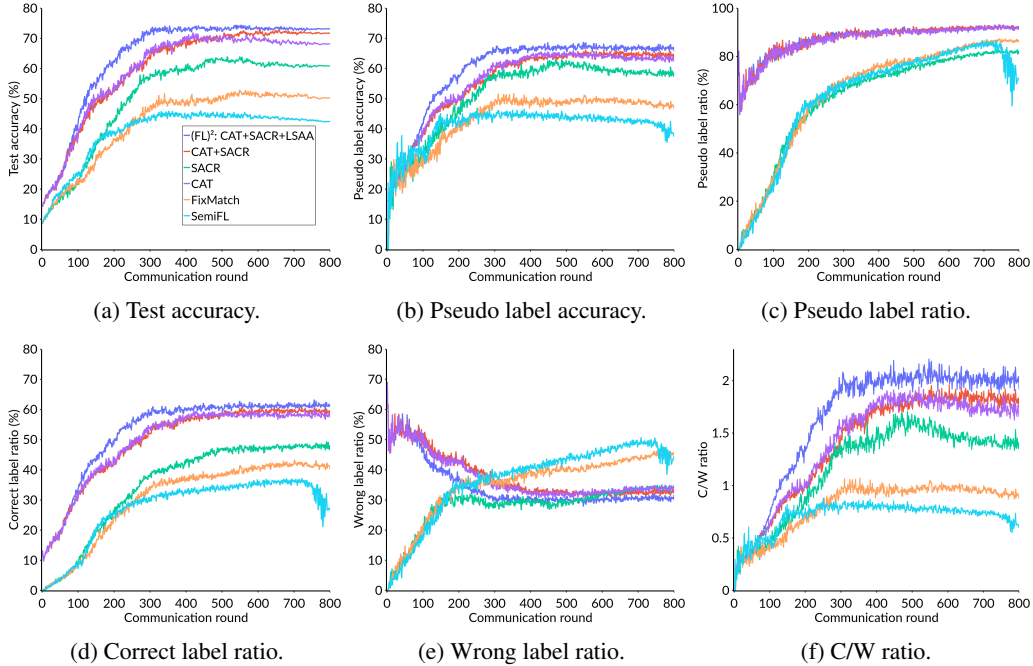 80
70
60
50
40
30
20
10
0
Test accuracy (%)
(FL)²: CAT+SACR+LSAA
CAT+SACR
SACR
CAT
FixMatch
SemiFL
0 100 200 300 400 500 600 700 800
Communication round
(a) Test accuracy.
80
70
60
50
40
30
20
10
0
Pseudo label accuracy (%)
0 100 200 300 400 500 600 700 800
Communication round
(b) Pseudo label accuracy.
100
80
60
40
20
0
Pseudo label ratio (%)
0 100 200 300 400 500 600 700 800
Communication round
(c) Pseudo label ratio.
80
70
60
50
40
30
20
10
0
Correct label ratio (%)
0 100 200 300 400 500 600 700 800
Communication round
(d) Correct label ratio.
80
70
60
50
40
30
20
10
0
Wrong label ratio (%)
0 100 200 300 400 500 600 700 800
Communication round
(e) Wrong label ratio.
2
1.5
1
0.5
0
C/W ratio
0 100 200 300 400 500 600 700 800
Communication round
(f) C/W ratio.